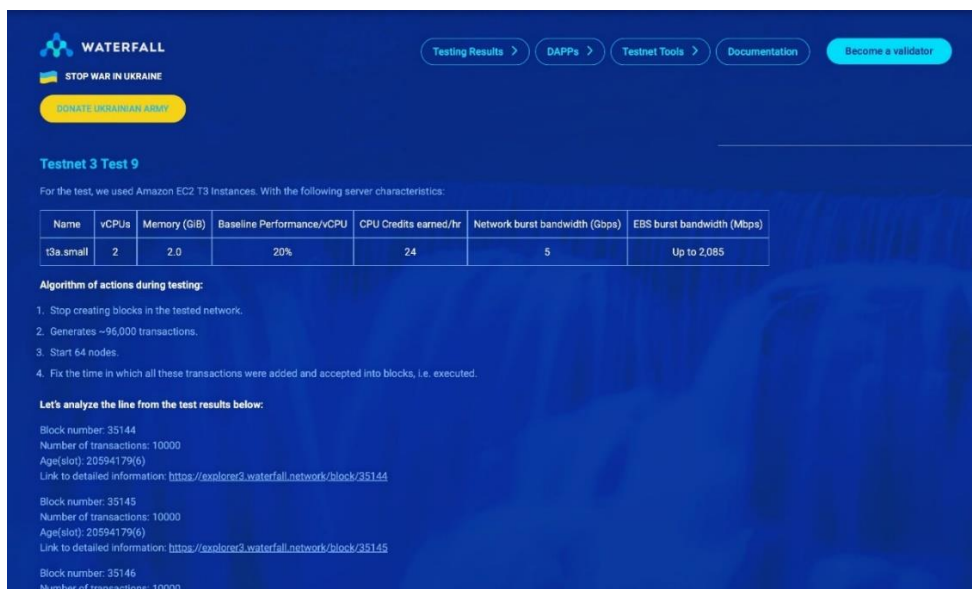 WATERFALL
Testing Results >
DAPPs >
Testnet Tools >
Documentation
Become a validator
STOP WAR IN UKRAINE
DONATE UKRAINIAN ARMY
Testnet 3 Test 9
For the test, we used Amazon EC2 T3 Instances. With the following server characteristics:
Name vCPUs Memory (GiB) Baseline Performance/vCPU CPU Credits earned/hr Network burst bandwidth (Gbps) EBS burst bandwidth (Mbps)
t3a.small 2 2.0 20% 24 5 Up to 2,085
Algorithm of actions during testing:
1. Stop creating blocks in the tested network.
2. Generates ~96,000 transactions.
3. Start 64 nodes.
4. Fix the time in which all these transactions were added and accepted into blocks, i.e. executed.
Let's analyze the line from the test results below:
Block number: 35144
Number of transactions: 10000
Age(slot): 20594179(6)
Link to detailed information: https://explorer3.waterfall.network/block/35144
Block number: 35145
Number of transactions: 10000
Age(slot): 20594179(6)
Link to detailed information: https://explorer3.waterfall.network/block/35145
Block number: 35146
Number of transactions: 10000